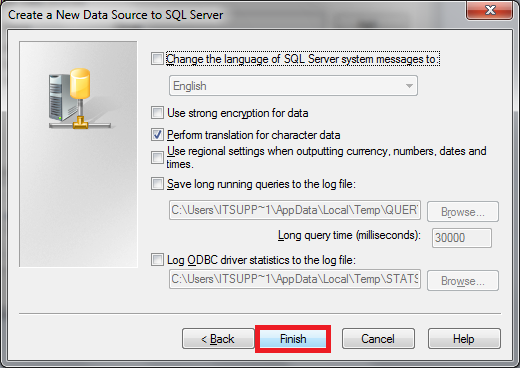 Create a New Data Source to SQL Server
Change the language of SQL Server system messages to:
English
Use strong encryption for data
Perform translation for character data
Use regional settings when outputting currency, numbers, dates and
times.
Save long running queries to the log file:
C:\Users\ITSUPP~1\AppData\Local\Temp\QUER
Browse...
Long query time (milliseconds):
30000
Log ODBC driver statistics to the log file:
C:\Users\ITSUPP~1\AppData\Local\Temp\STATS
Browse...
< Back
Finish
Cancel
Help